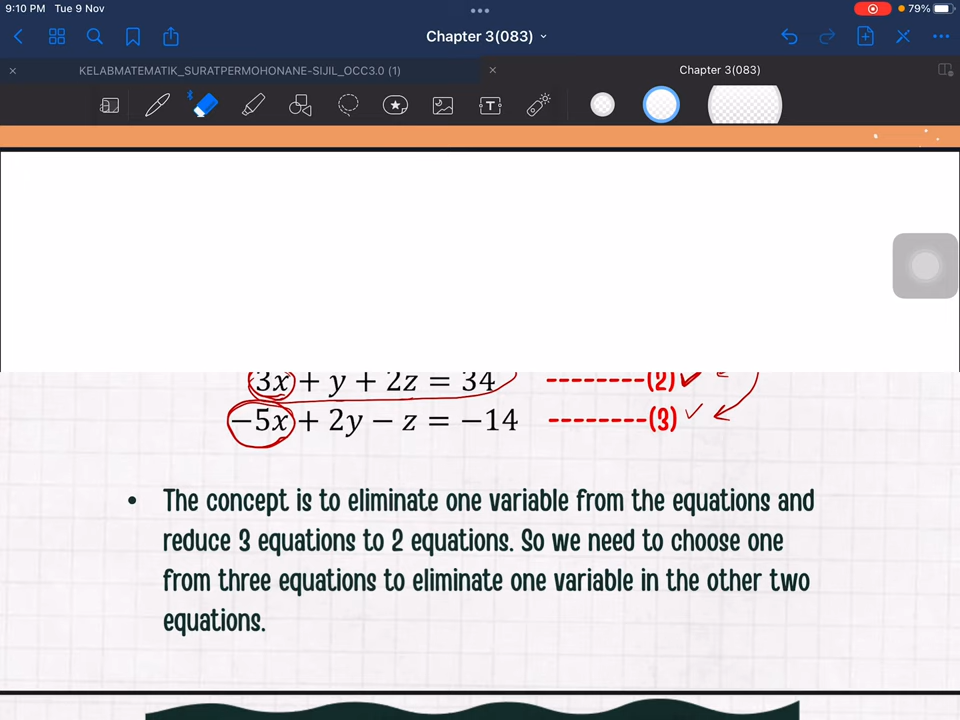 9:10 PM Tue 9 Nov
79%
Chapter 3(083)
KELABMATEMATIK_SURATPERMOHONANE-SIJIL_OCC3.0 (1)
Chapter 3(083)
3x + y + 2z = 34 --------(2)
−5x + 2y − z = −14 --------(3)
• The concept is to eliminate one variable from the equations and
reduce 3 equations to 2 equations. So we need to choose one
from three equations to eliminate one variable in the other two
equations.